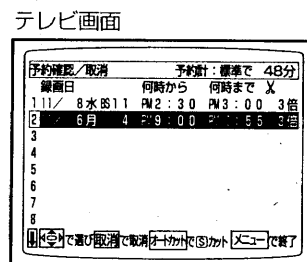 テレビ画面
予約確認/取消 予約計:標準で 48分
録画日 何時から 何時まで
1 11/ 8水 BS11 PM2:30 PM3:00 3倍
2 6月 4 PM9:00 55 3倍
3
4
5
6
7
8
で選び 取消 で取消 オートカット で Ⓢカット メニュー で終了